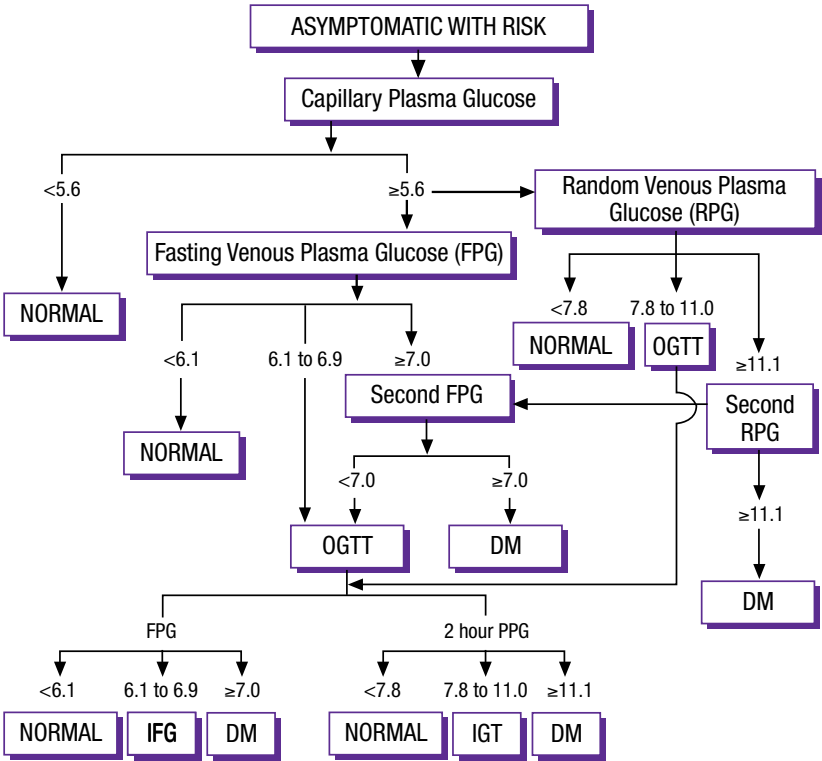 ASYMPTOMATIC WITH RISK
Capillary Plasma Glucose
<5.6
≥5.6
Random Venous Plasma
Glucose (RPG)
Fasting Venous Plasma Glucose (FPG)
NORMAL
<7.8
7.8 to 11.0
NORMAL
OGTT
≥11.1
<6.1
6.1 to 6.9
≥7.0
Second FPG
Second
RPG
NORMAL
<7.0
≥7.0
≥11.1
OGTT
DM
DM
FPG
2 hour PPG
<6.1
6.1 to 6.9
≥7.0
<7.8
7.8 to 11.0
≥11.1
NORMAL
IFG
DM
NORMAL
IGT
DM